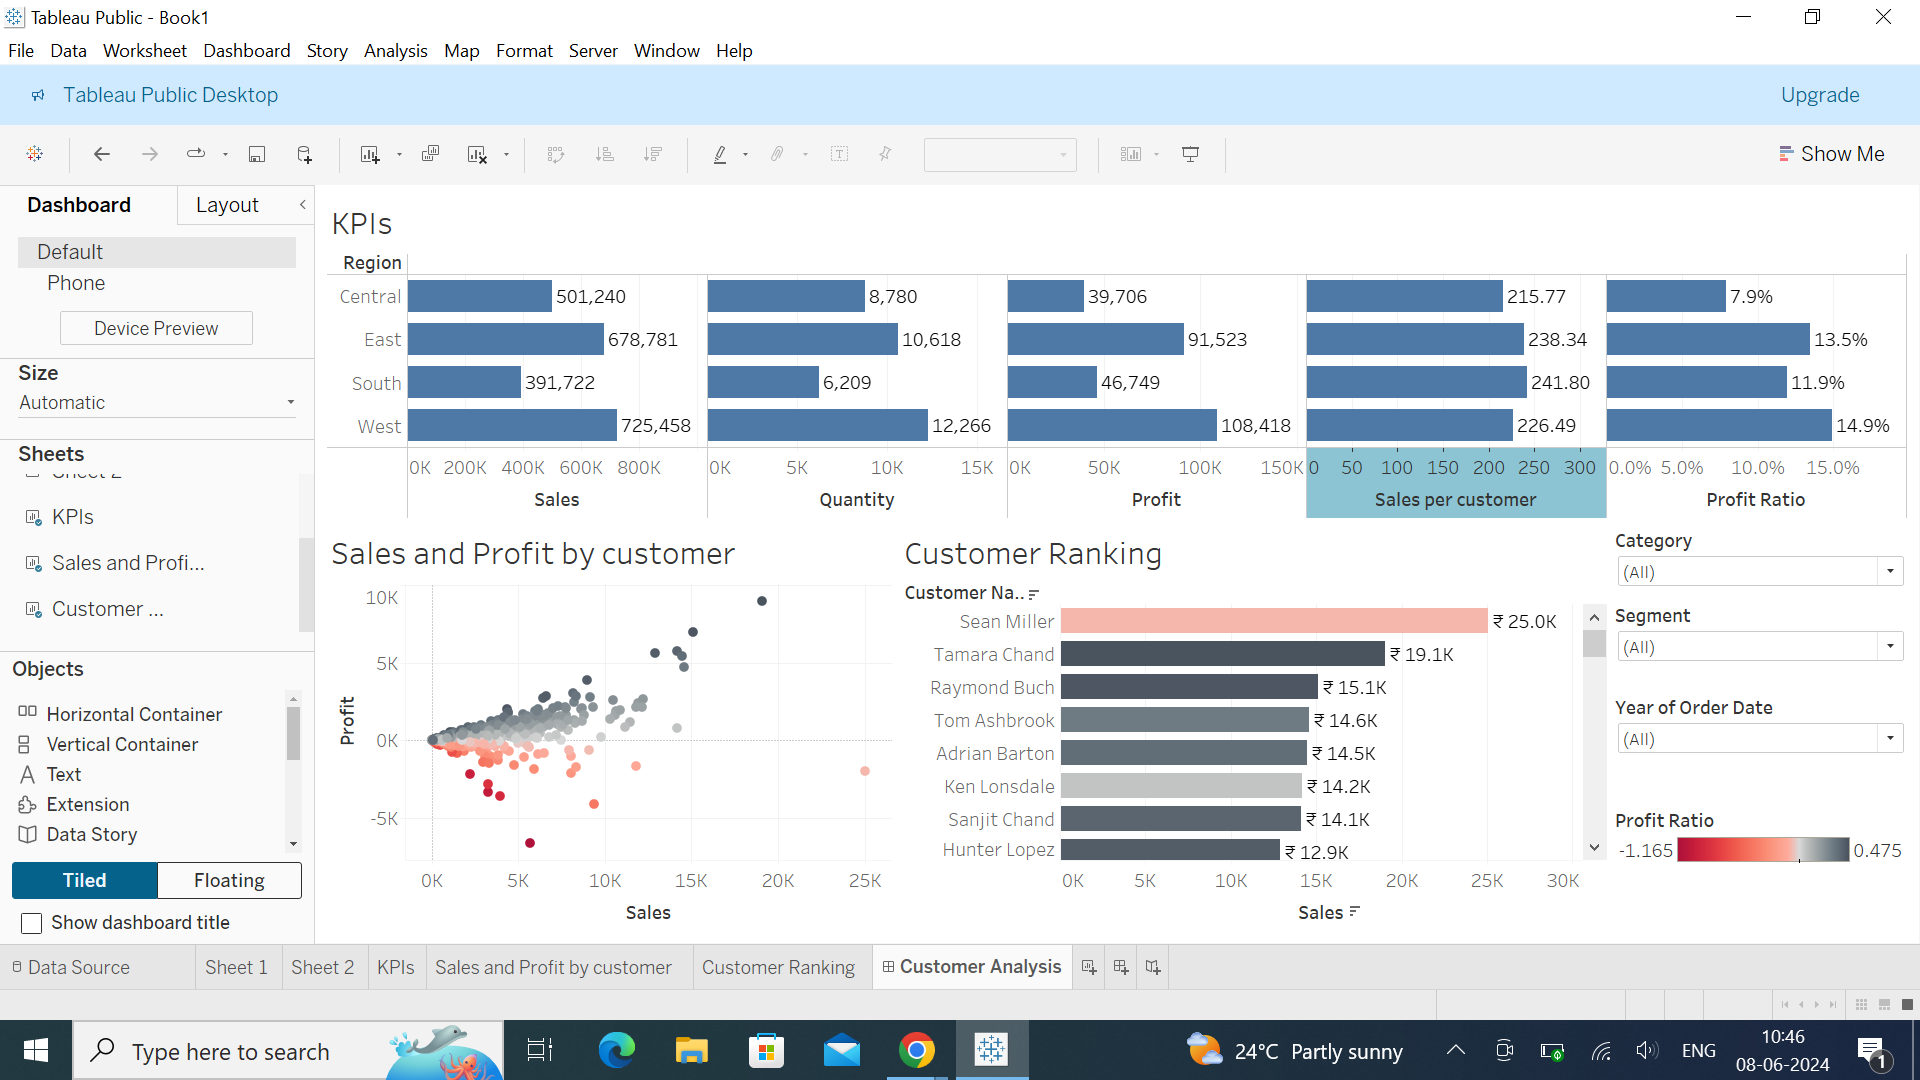 Tableau Public - Book1
File Data Worksheet Dashboard Story Analysis Map Format Server Window Help
Tableau Public Desktop Upgrade
Show Me
Dashboard Layout
Default
Phone
Device Preview
Size
Automatic
Sheets
KPIs
Sales and Profi...
Customer ...
Objects
Horizontal Container
Vertical Container
Text
Extension
Data Story
Tiled Floating
Show dashboard title
KPIs
Region
Central 501,240 8,780 39,706 215.77 7.9%
East 678,781 10,618 91,523 238.34 13.5%
South 391,722 6,209 46,749 241.80 11.9%
West 725,458 12,266 108,418 226.49 14.9%
0K 200K 400K 600K 800K 0K 5K 10K 15K 0K 50K 100K 150K 0 50 100 150 200 250 300 0.0% 5.0% 10.0% 15.0%
Sales Quantity Profit Sales per customer Profit Ratio
Sales and Profit by customer
10K
5K
0K
-5K
Profit
0K 5K 10K 15K 20K 25K
Sales
Customer Ranking
Customer Na..
Sean Miller ₹ 25.0K
Tamara Chand ₹ 19.1K
Raymond Buch ₹ 15.1K
Tom Ashbrook ₹ 14.6K
Adrian Barton ₹ 14.5K
Ken Lonsdale ₹ 14.2K
Sanjit Chand ₹ 14.1K
Hunter Lopez ₹ 12.9K
0K 5K 10K 15K 20K 25K 30K
Sales
Category
(All)
Segment
(All)
Year of Order Date
(All)
Profit Ratio
-1.165 0.475
Data Source Sheet 1 Sheet 2 KPIs Sales and Profit by customer Customer Ranking Customer Analysis
Type here to search
24°C Partly sunny
ENG
10:46
08-06-2024
1